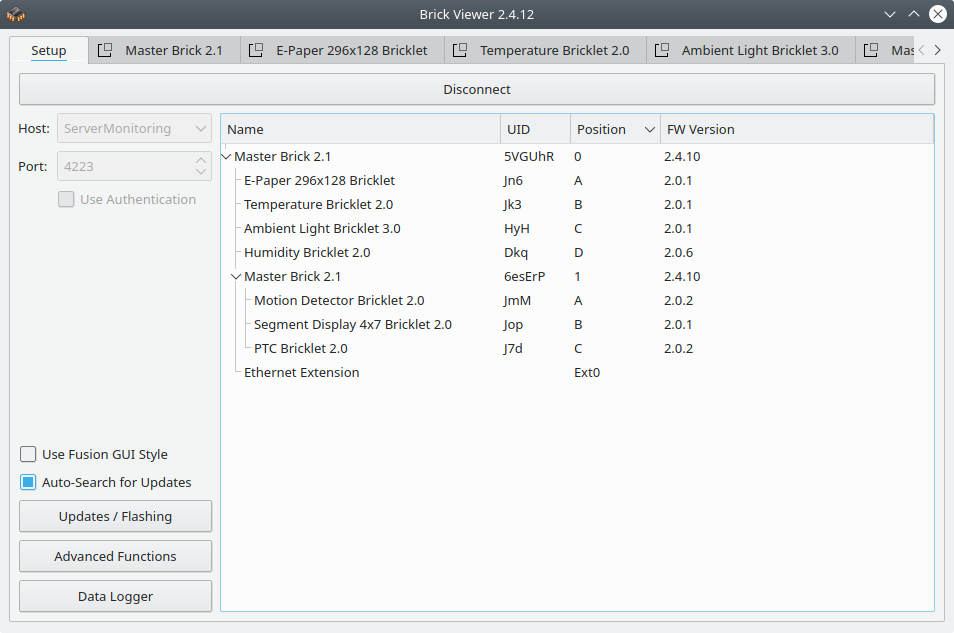 Brick Viewer 2.4.12
Setup Master Brick 2.1 E-Paper 296x128 Bricklet Temperature Bricklet 2.0 Ambient Light Bricklet 3.0 Mas
Disconnect
Host: ServerMonitoring
Port: 4223
Use Authentication
Name UID Position FW Version
Master Brick 2.1 5VGUhR 0 2.4.10
E-Paper 296x128 Bricklet Jn6 A 2.0.1
Temperature Bricklet 2.0 Jk3 B 2.0.1
Ambient Light Bricklet 3.0 HyH C 2.0.1
Humidity Bricklet 2.0 Dkq D 2.0.6
Master Brick 2.1 6esErP 1 2.4.10
Motion Detector Bricklet 2.0 JmM A 2.0.2
Segment Display 4x7 Bricklet 2.0 Jop B 2.0.1
PTC Bricklet 2.0 J7d C 2.0.2
Ethernet Extension Ext0
Use Fusion GUI Style
Auto-Search for Updates
Updates / Flashing
Advanced Functions
Data Logger